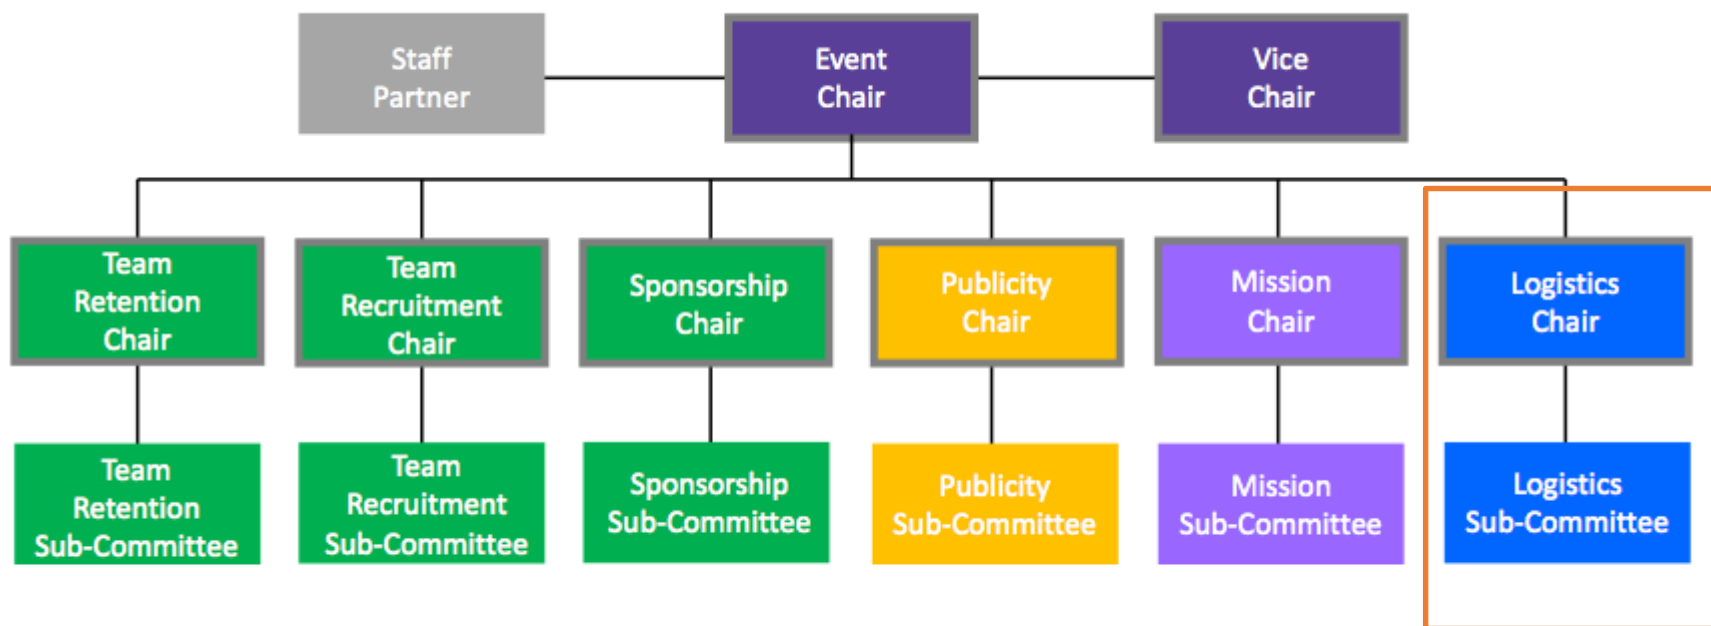 Staff
Partner
Event
Chair
Vice
Chair
Team
Retention
Chair
Team
Recruitment
Chair
Sponsorship
Chair
Publicity
Chair
Mission
Chair
Logistics
Chair
Team
Retention
Sub-Committee
Team
Recruitment
Sub-Committee
Sponsorship
Sub-Committee
Publicity
Sub-Committee
Mission
Sub-Committee
Logistics
Sub-Committee